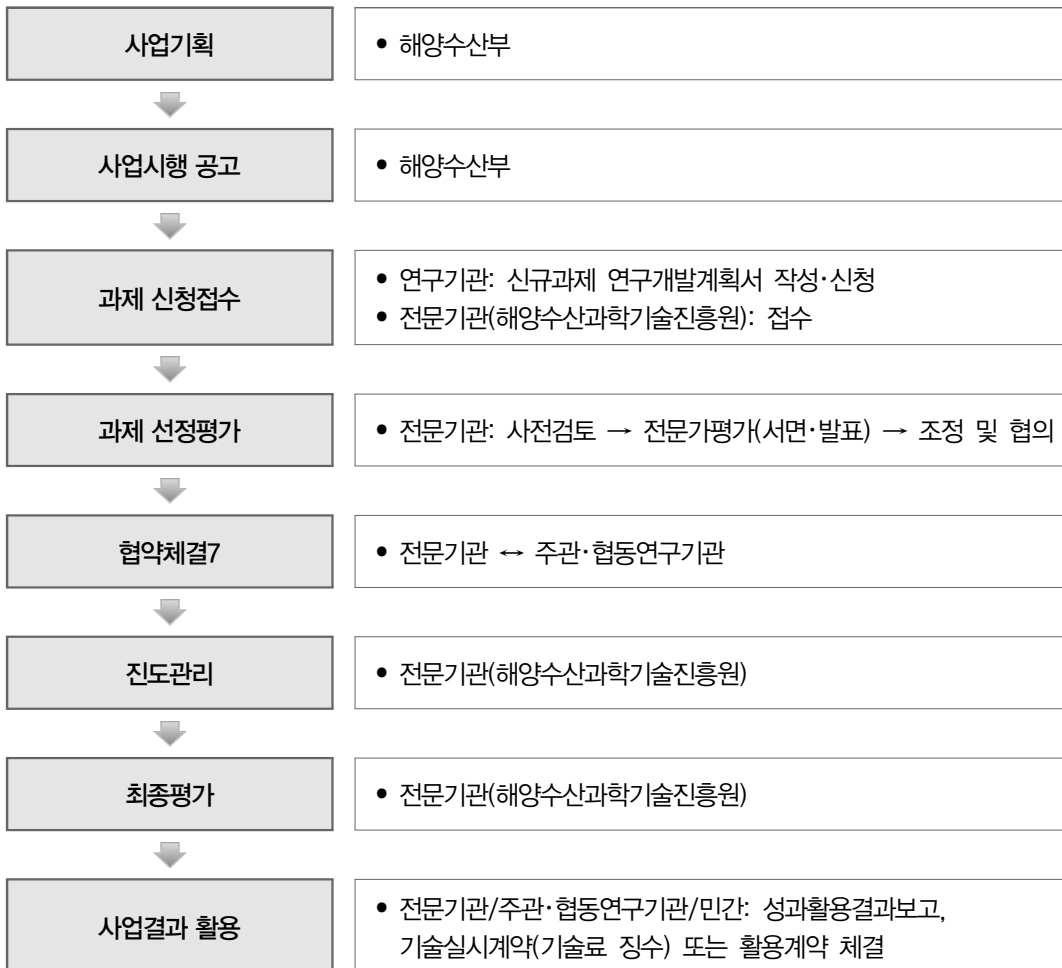 사업기획
• 해양수산부
사업시행 공고
• 해양수산부
과제 신청접수
• 연구기관: 신규과제 연구개발계획서 작성·신청
• 전문기관(해양수산과학기술진흥원): 접수
과제 선정평가
• 전문기관: 사전검토 → 전문가평가(서면·발표) → 조정 및 협의
협약체결7
• 전문기관 ↔ 주관·협동연구기관
진도관리
• 전문기관(해양수산과학기술진흥원)
최종평가
• 전문기관(해양수산과학기술진흥원)
사업결과 활용
• 전문기관/주관·협동연구기관/민간: 성과활용결과보고,
기술실시계약(기술료 징수) 또는 활용계약 체결